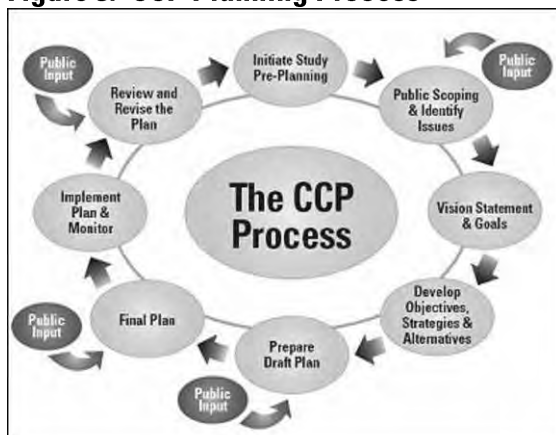 Figure CCP Planning Process
Public
Input
Initiate Study
Pre-Planning
Public
Input
Review and
Revise the
Plan
Public Scoping
& Identify
Issues
Implement
Plan &
Monitor
The CCP
Process
Vision Statement
& Goals
Public
Input
Final Plan
Prepare
Draft Plan
Develop
Objectives,
Strategies &
Alternatives
Public
Input